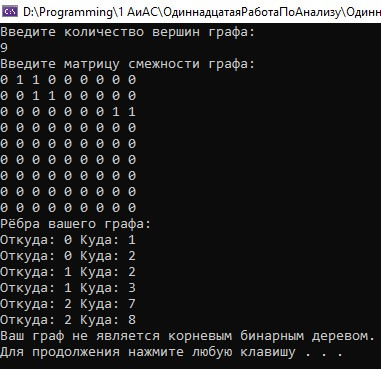 D:\Programming\1 АиАС\ОдиннадцатаяРаботаПоАнализу\Один
Введите количество вершин графа:
9
Введите матрицу смежности графа:
0 1 1 0 0 0 0 0 0
0 0 1 1 0 0 0 0 0
0 0 0 0 0 0 0 1 1
0 0 0 0 0 0 0 0 0
0 0 0 0 0 0 0 0 0
0 0 0 0 0 0 0 0 0
0 0 0 0 0 0 0 0 0
0 0 0 0 0 0 0 0 0
0 0 0 0 0 0 0 0 0
Рёбра вашего графа:
Откуда: 0 Куда: 1
Откуда: 0 Куда: 2
Откуда: 1 Куда: 2
Откуда: 1 Куда: 3
Откуда: 2 Куда: 7
Откуда: 2 Куда: 8
Ваш граф не является корневым бинарным деревом.
Для продолжения нажмите любую клавишу . . .